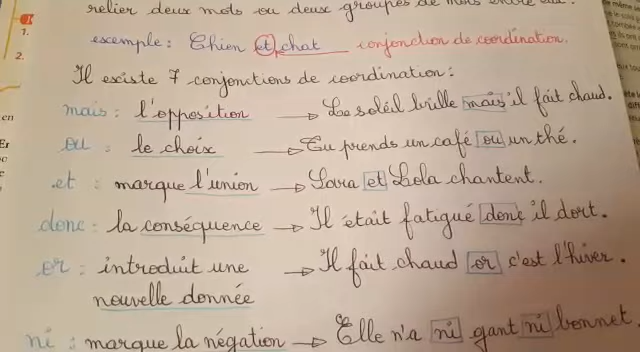 relier deux mots ou deux groupes de mots entre eux.
exemple : Chien et chat conjonction de coordination.
Il existe 7 conjonctions de coordination :
mais : l'opposition → Le soleil brille mais il fait chaud.
ou : le choix → Tu prends un café ou un thé.
et : marque l'union → Sara et Lola chantent.
donc : la conséquence → Il était fatigué donc il dort.
or : introduit une → Il fait chaud or c'est l'hiver.
nouvelle donnée
ni : marque la négation → Elle n'a ni gant ni bonnet.
1.
2.
en